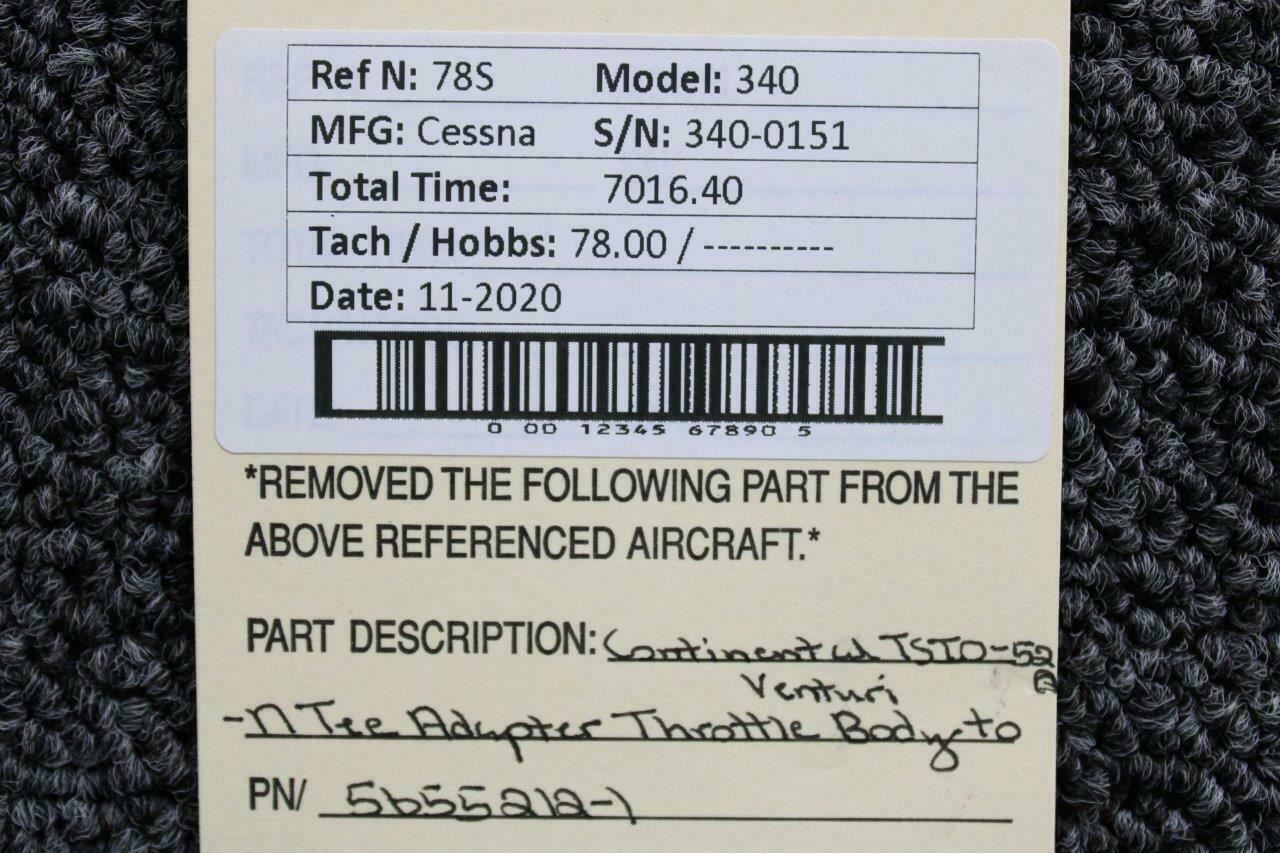 Ref N: 78S Model: 340
MFG: Cessna S/N: 340-0151
Total Time: 7016.40
Tach / Hobbs: 78.00 / ----------
Date: 11-2020
0 00 12345 67890 5
*REMOVED THE FOLLOWING PART FROM THE
ABOVE REFERENCED AIRCRAFT.*
PART DESCRIPTION: Continental TSIO-52
Venturi
-N Tee Adapter Throttle Body to
PN/ 5655212-1